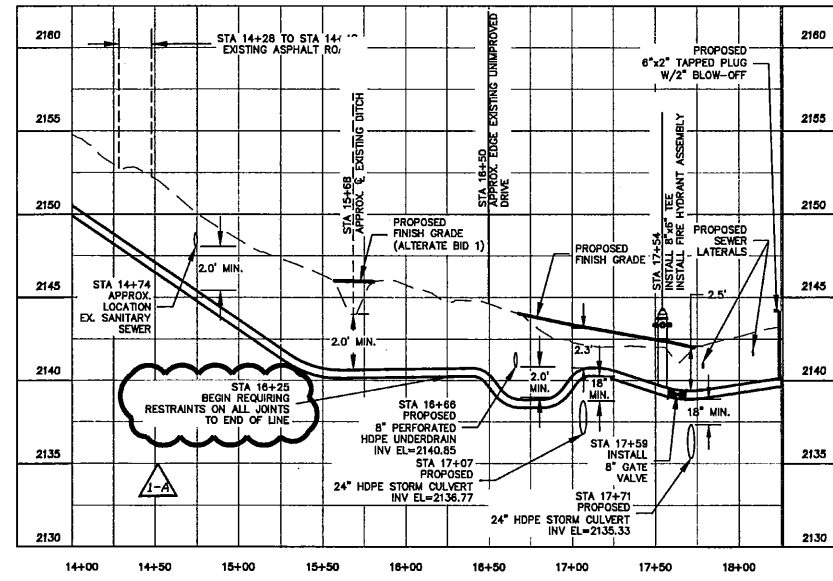 2160
2155
2150
2145
2140
2135
2130
STA 14+28 TO STA 14+
EXISTING ASPHALT
STA 15+68
APPROX. ℄ EXISTING DITCH
STA 16+50
APPROX. EDGE EXISTING UNIMPROVED
DRIVE
PROPOSED
6"x2" TAPPED PLUG
W/2" BLOW-OFF
STA 17+54
INSTALL 8"x6" TEE
INSTALL FIRE HYDRANT ASSEMBLY
PROPOSED
FINISH GRADE
(ALTERATE BID 1)
PROPOSED
FINISH GRADE
PROPOSED
SEWER
LATERALS
2.0' MIN.
STA 14+74
APPROX.
LOCATION
EX. SANITARY
SEWER
2.0' MIN.
2.5'
2.3'
2.0'
MIN.
18"
MIN.
18" MIN.
STA 16+25
BEGIN REQUIRING
RESTRAINTS ON ALL JOINTS
TO END OF LINE
1-A
STA 16+66
PROPOSED
8" PERFORATED
HDPE UNDERDRAIN
INV EL=2140.85
STA 17+07
PROPOSED
24" HDPE STORM CULVERT
INV EL=2136.77
STA 17+59
INSTALL
8" GATE
VALVE
STA 17+71
PROPOSED
24" HDPE STORM CULVERT
INV EL=2135.33
2160
2155
2150
2145
2140
2135
2130
14+00 14+50 15+00 15+50 16+00 16+50 17+00 17+50 18+00